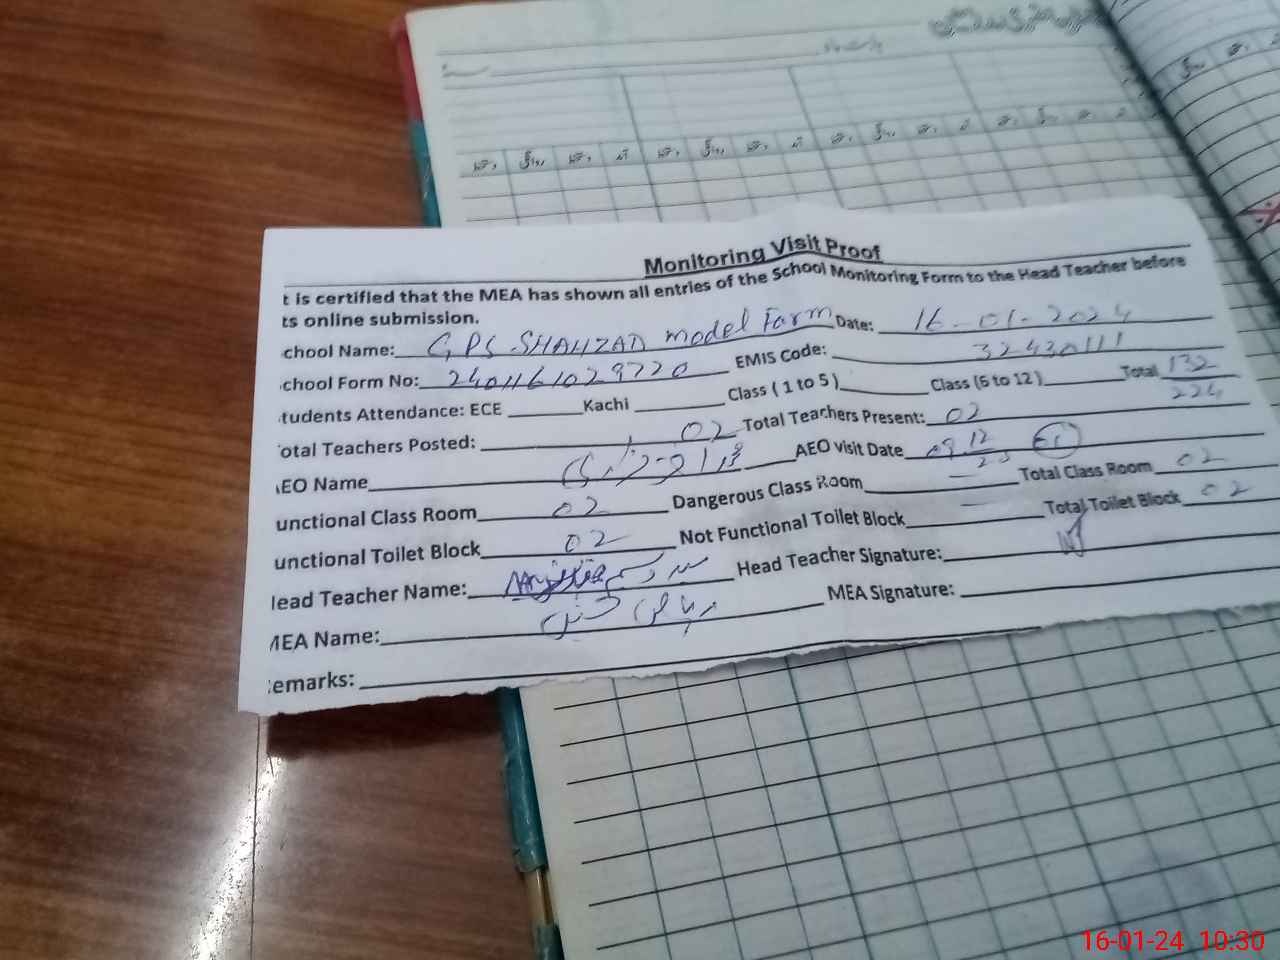 Monitoring Visit Proof
t is certified that the MEA has shown all entries of the School Monitoring Form to the Head Teacher before
ts online submission.
chool Name: GPS SHAHZAD model Farm Date: 16-01-2024
chool Form No: 2401161029720 EMIS Code: 32430111
tudents Attendance: ECE Kachi Class ( 1 to 5 ) Class (6 to 12 ) Total 132
224
otal Teachers Posted: 02 Total Teachers Present: 02
EO Name AEO visit Date 09.12
23
unctional Class Room 02 Dangerous Class Room — Total Class Room 02
unctional Toilet Block 02 Not Functional Toilet Block — Total Toilet Block 02
lead Teacher Name: Head Teacher Signature:
MEA Name: MEA Signature:
emarks:
16-01-24 10:30